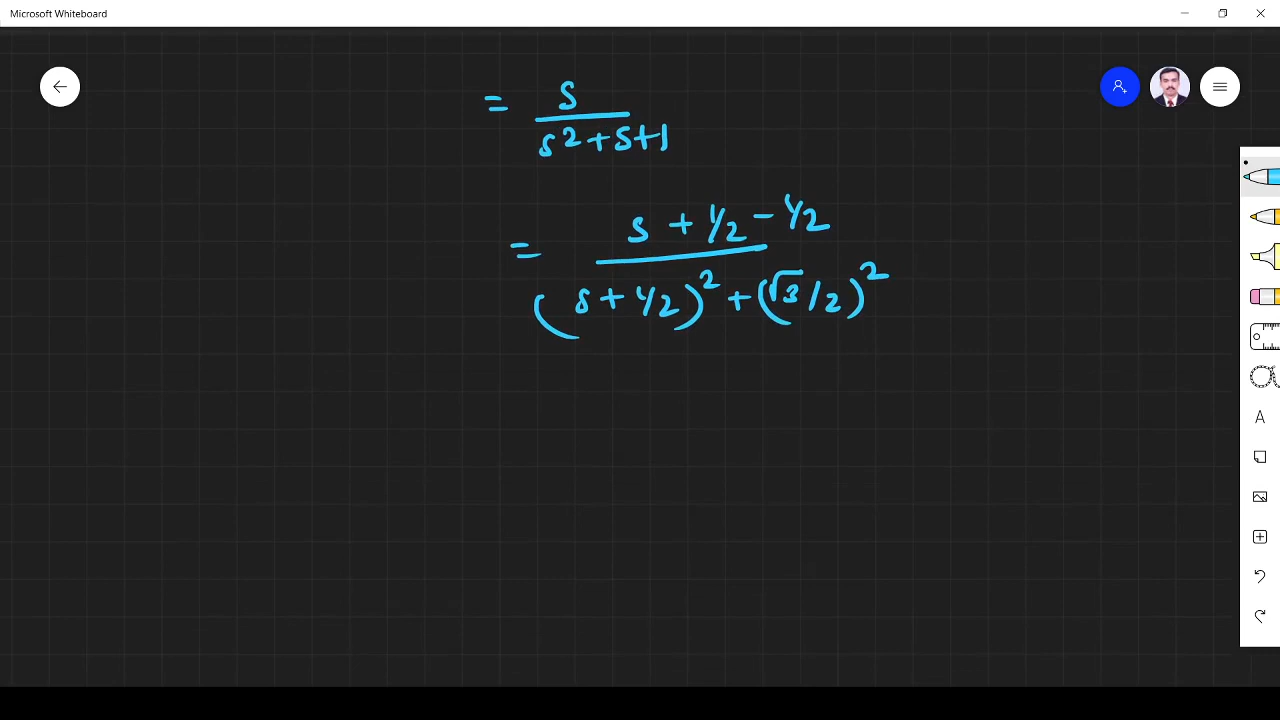 Microsoft Whiteboard
= s
s² + s + 1
= s + 1/2 - 1/2
(s + 1/2)² + (√3/2)²
A